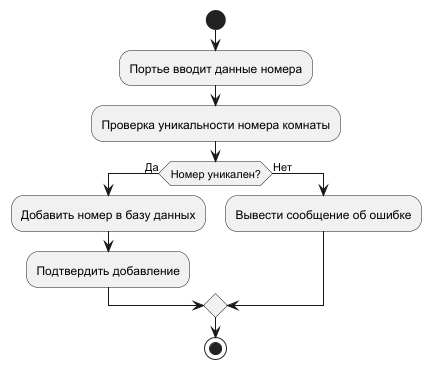 Портье вводит данные номера
Проверка уникальности номера комнаты
Да
Номер уникален?
Нет
Добавить номер в базу данных
Вывести сообщение об ошибке
Подтвердить добавление